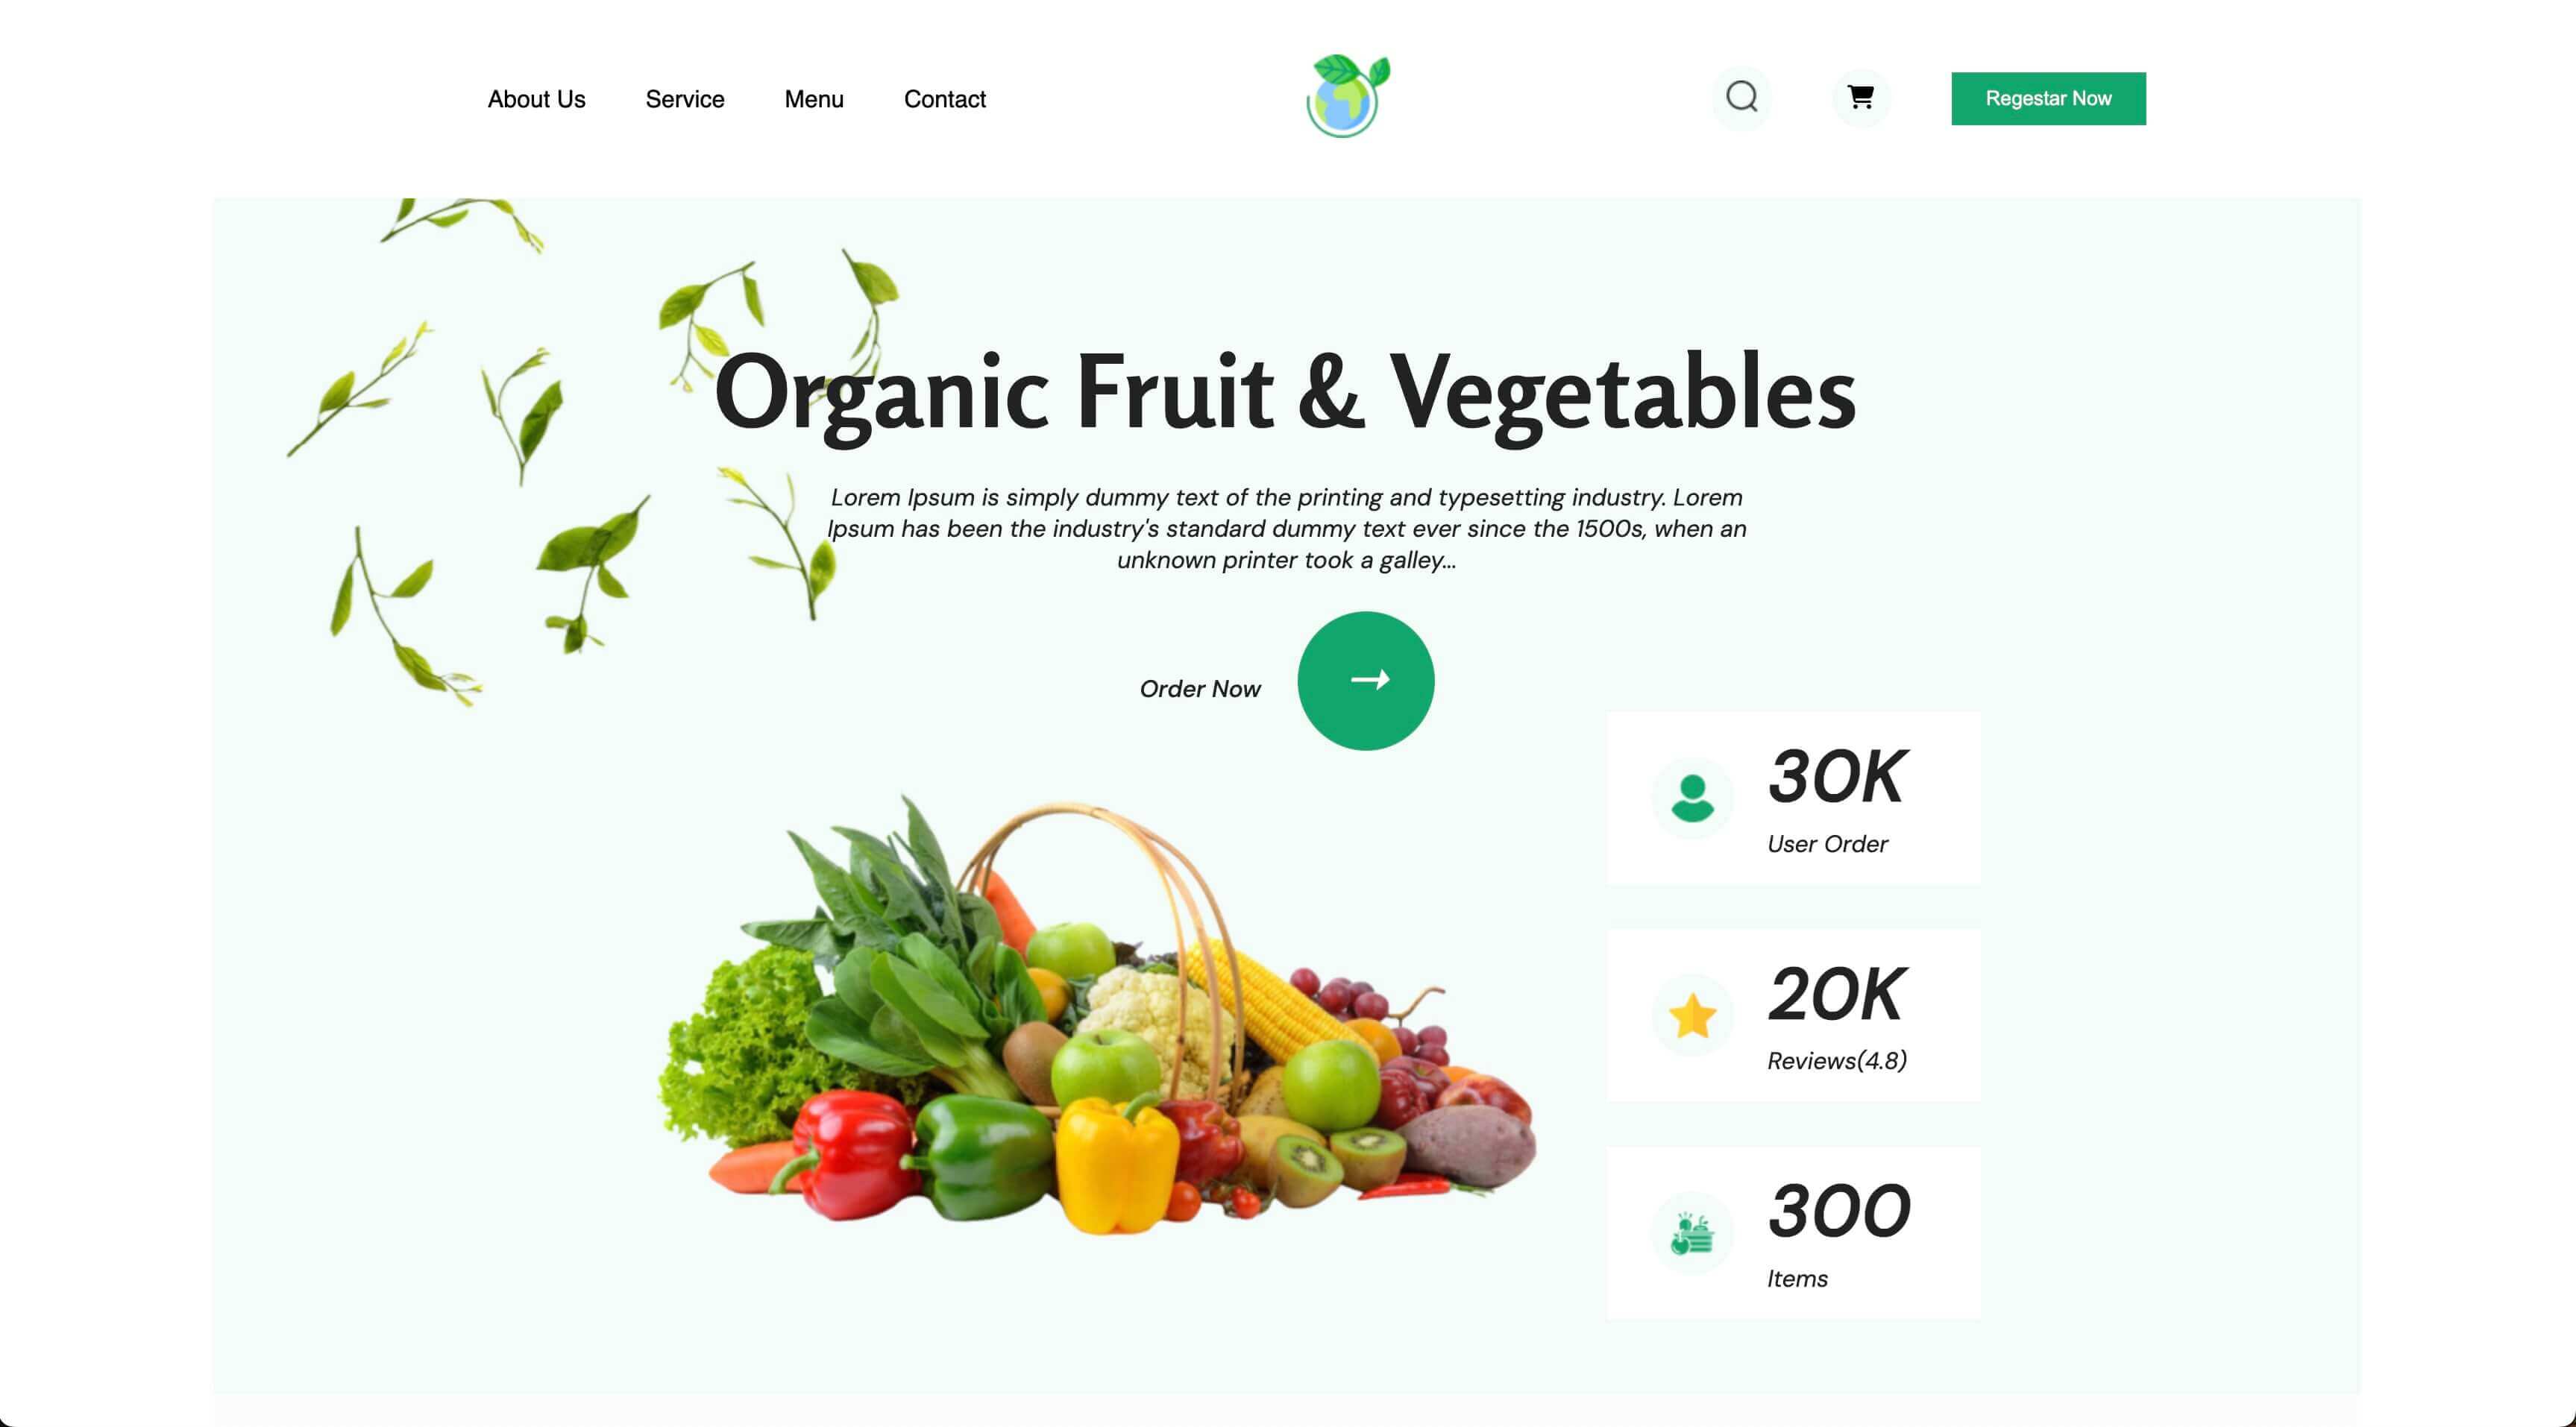 About Us
Service
Menu
Contact
Regestar Now
Organic Fruit & Vegetables
Lorem Ipsum is simply dummy text of the printing and typesetting industry. Lorem
Ipsum has been the industry's standard dummy text ever since the 1500s, when an
unknown printer took a galley...
Order Now
30K
User Order
20K
Reviews(4.8)
300
Items